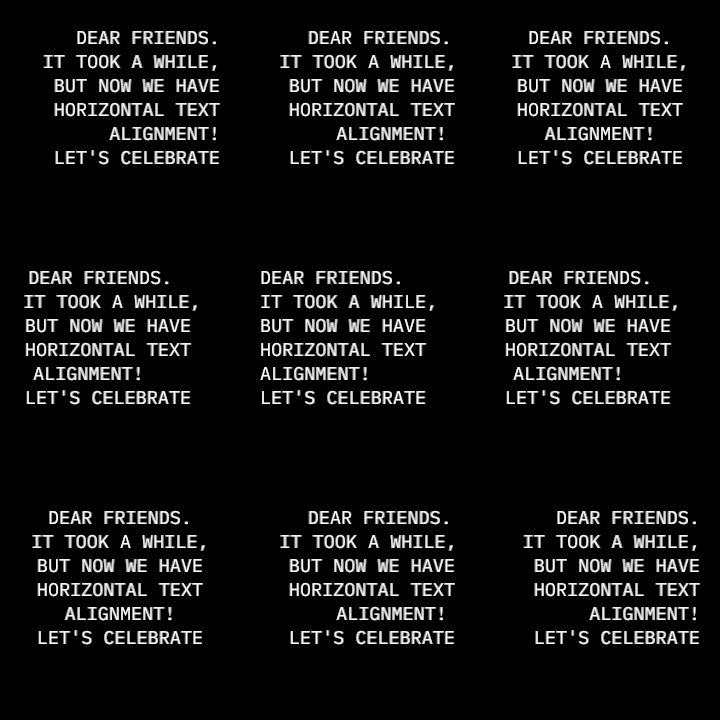 DEAR FRIENDS.
IT TOOK A WHILE,
BUT NOW WE HAVE
HORIZONTAL TEXT
ALIGNMENT!
LET'S CELEBRATE
DEAR FRIENDS.
IT TOOK A WHILE,
BUT NOW WE HAVE
HORIZONTAL TEXT
ALIGNMENT!
LET'S CELEBRATE
DEAR FRIENDS.
IT TOOK A WHILE,
BUT NOW WE HAVE
HORIZONTAL TEXT
ALIGNMENT!
LET'S CELEBRATE
DEAR FRIENDS.
IT TOOK A WHILE,
BUT NOW WE HAVE
HORIZONTAL TEXT
ALIGNMENT!
LET'S CELEBRATE
DEAR FRIENDS.
IT TOOK A WHILE,
BUT NOW WE HAVE
HORIZONTAL TEXT
ALIGNMENT!
LET'S CELEBRATE
DEAR FRIENDS.
IT TOOK A WHILE,
BUT NOW WE HAVE
HORIZONTAL TEXT
ALIGNMENT!
LET'S CELEBRATE
DEAR FRIENDS.
IT TOOK A WHILE,
BUT NOW WE HAVE
HORIZONTAL TEXT
ALIGNMENT!
LET'S CELEBRATE
DEAR FRIENDS.
IT TOOK A WHILE,
BUT NOW WE HAVE
HORIZONTAL TEXT
ALIGNMENT!
LET'S CELEBRATE
DEAR FRIENDS.
IT TOOK A WHILE,
BUT NOW WE HAVE
HORIZONTAL TEXT
ALIGNMENT!
LET'S CELEBRATE